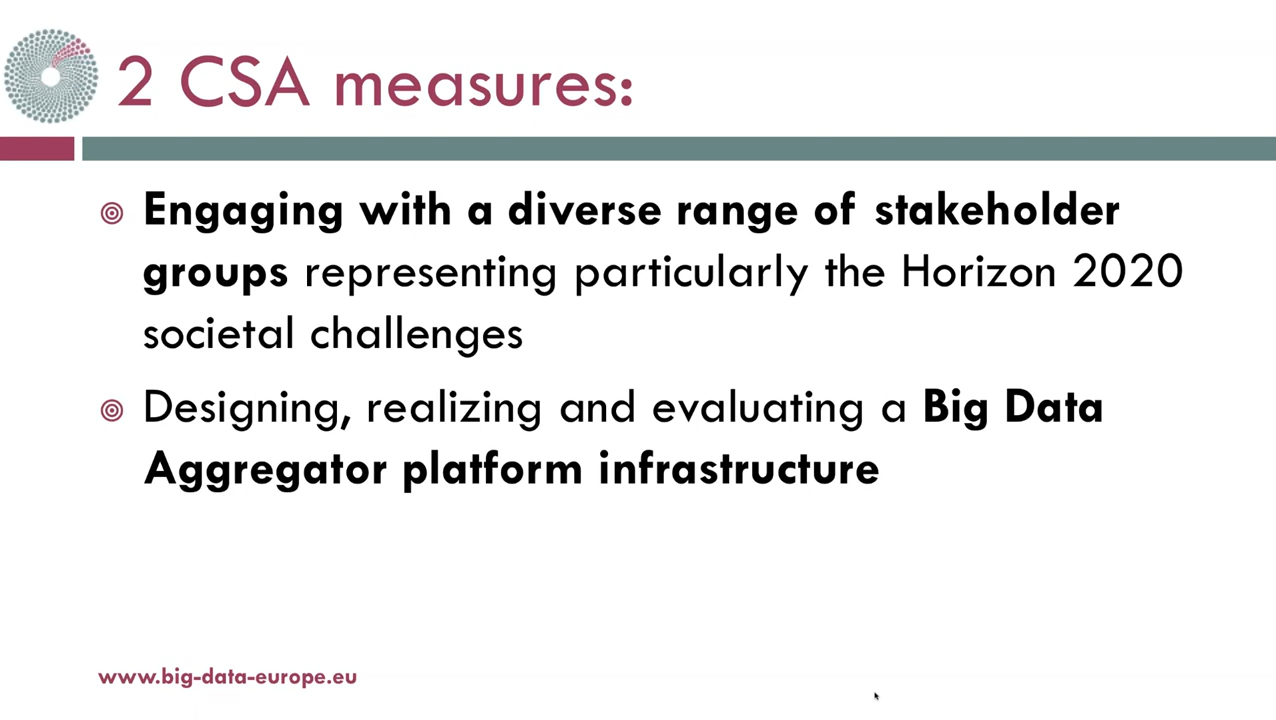 2 CSA measures:
Engaging with a diverse range of stakeholder
groups representing particularly the Horizon 2020
societal challenges
Designing, realizing and evaluating a Big Data
Aggregator platform infrastructure
www.big-data-europe.eu